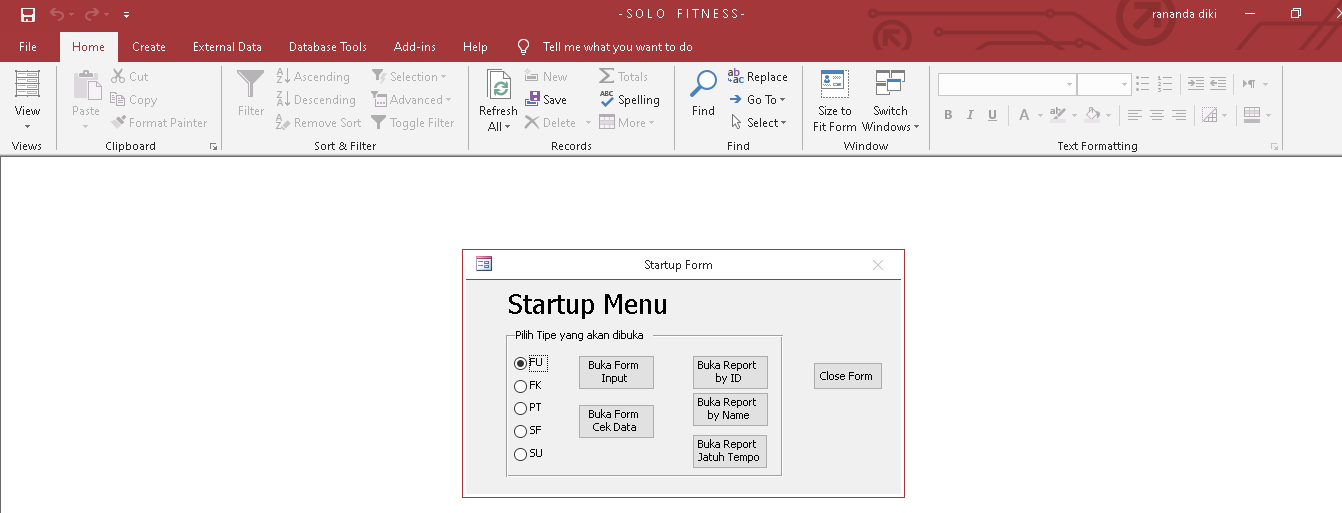 -SOLO FITNESS-
rananda diki
File Home Create External Data Database Tools Add-ins Help Tell me what you want to do
View
Views
Paste
Cut
Copy
Format Painter
Clipboard
Filter
Ascending
Descending
Remove Sort
Selection
Advanced
Toggle Filter
Sort & Filter
Refresh
All
New
Save
Delete
Totals
ABC
Spelling
More
Records
Find
ab
ac
Replace
Go To
Select
Find
Size to
Fit Form
Switch
Windows
Window
B I U A
Text Formatting
Startup Form
Startup Menu
Pilih Tipe yang akan dibuka
FU
FK
PT
SF
SU
Buka Form
Input
Buka Form
Cek Data
Buka Report
by ID
Buka Report
by Name
Buka Report
Jatuh Tempo
Close Form